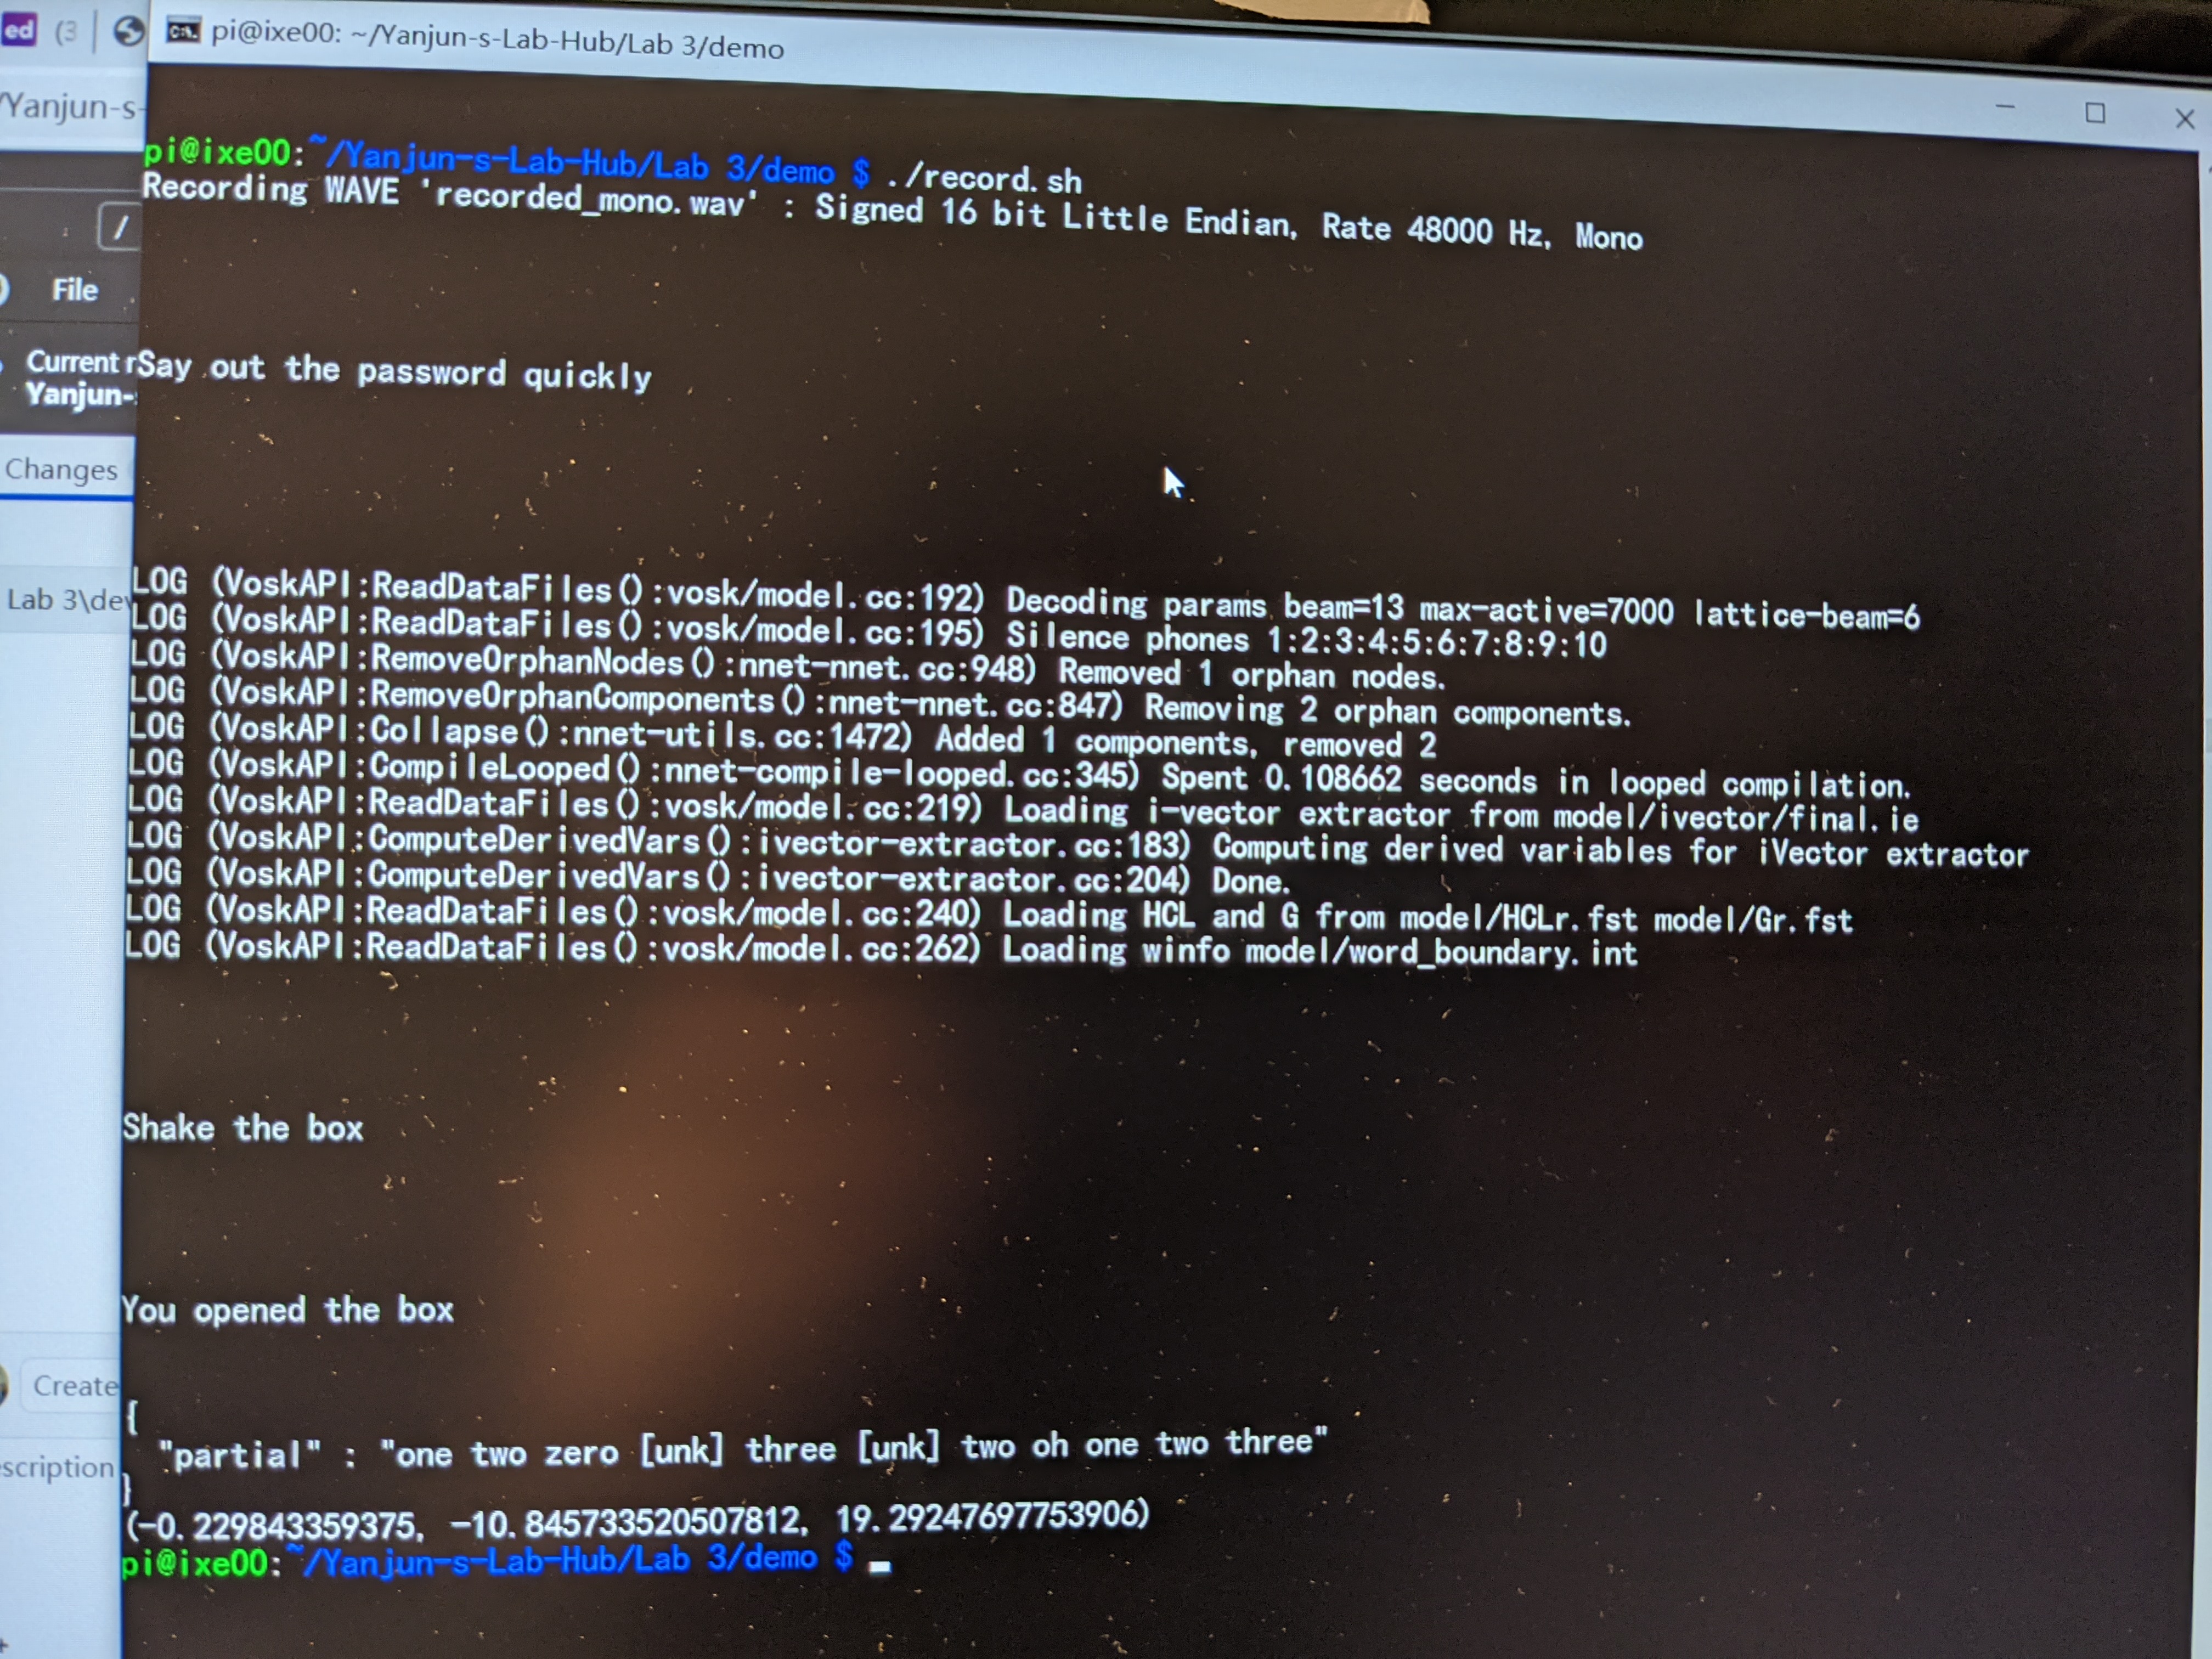 ed (3
pi@ixe00: ~/Yanjun-s-Lab-Hub/Lab 3/demo
/Yanjun-s-
pi@ixe00:~/Yanjun-s-Lab-Hub/Lab 3/demo $ ./record.sh
Recording WAVE 'recorded_mono.wav' : Signed 16 bit Little Endian, Rate 48000 Hz, Mono
/
File
Current r
Yanjun-
Say out the password quickly
Changes
Lab 3\dev
LOG (VoskAPI:ReadDataFiles():vosk/model.cc:192) Decoding params beam=13 max-active=7000 lattice-beam=6
LOG (VoskAPI:ReadDataFiles():vosk/model.cc:195) Silence phones 1:2:3:4:5:6:7:8:9:10
LOG (VoskAPI:RemoveOrphanNodes():nnet-nnet.cc:948) Removed 1 orphan nodes.
LOG (VoskAPI:RemoveOrphanComponents():nnet-nnet.cc:847) Removing 2 orphan components.
LOG (VoskAPI:Collapse():nnet-utils.cc:1472) Added 1 components, removed 2
LOG (VoskAPI:CompileLooped():nnet-compile-looped.cc:345) Spent 0.108662 seconds in looped compilation.
LOG (VoskAPI:ReadDataFiles():vosk/model.cc:219) Loading i-vector extractor from model/ivector/final.ie
LOG (VoskAPI:ComputeDerivedVars():ivector-extractor.cc:183) Computing derived variables for iVector extractor
LOG (VoskAPI:ComputeDerivedVars():ivector-extractor.cc:204) Done.
LOG (VoskAPI:ReadDataFiles():vosk/model.cc:240) Loading HCL and G from model/HCLr.fst model/Gr.fst
LOG (VoskAPI:ReadDataFiles():vosk/model.cc:262) Loading winfo model/word_boundary.int
Shake the box
You opened the box
Create
{
"partial" : "one two zero [unk] three [unk] two oh one two three"
scription
}
(-0.229843359375, -10.845733520507812, 19.29247697753906)
pi@ixe00:~/Yanjun-s-Lab-Hub/Lab 3/demo $